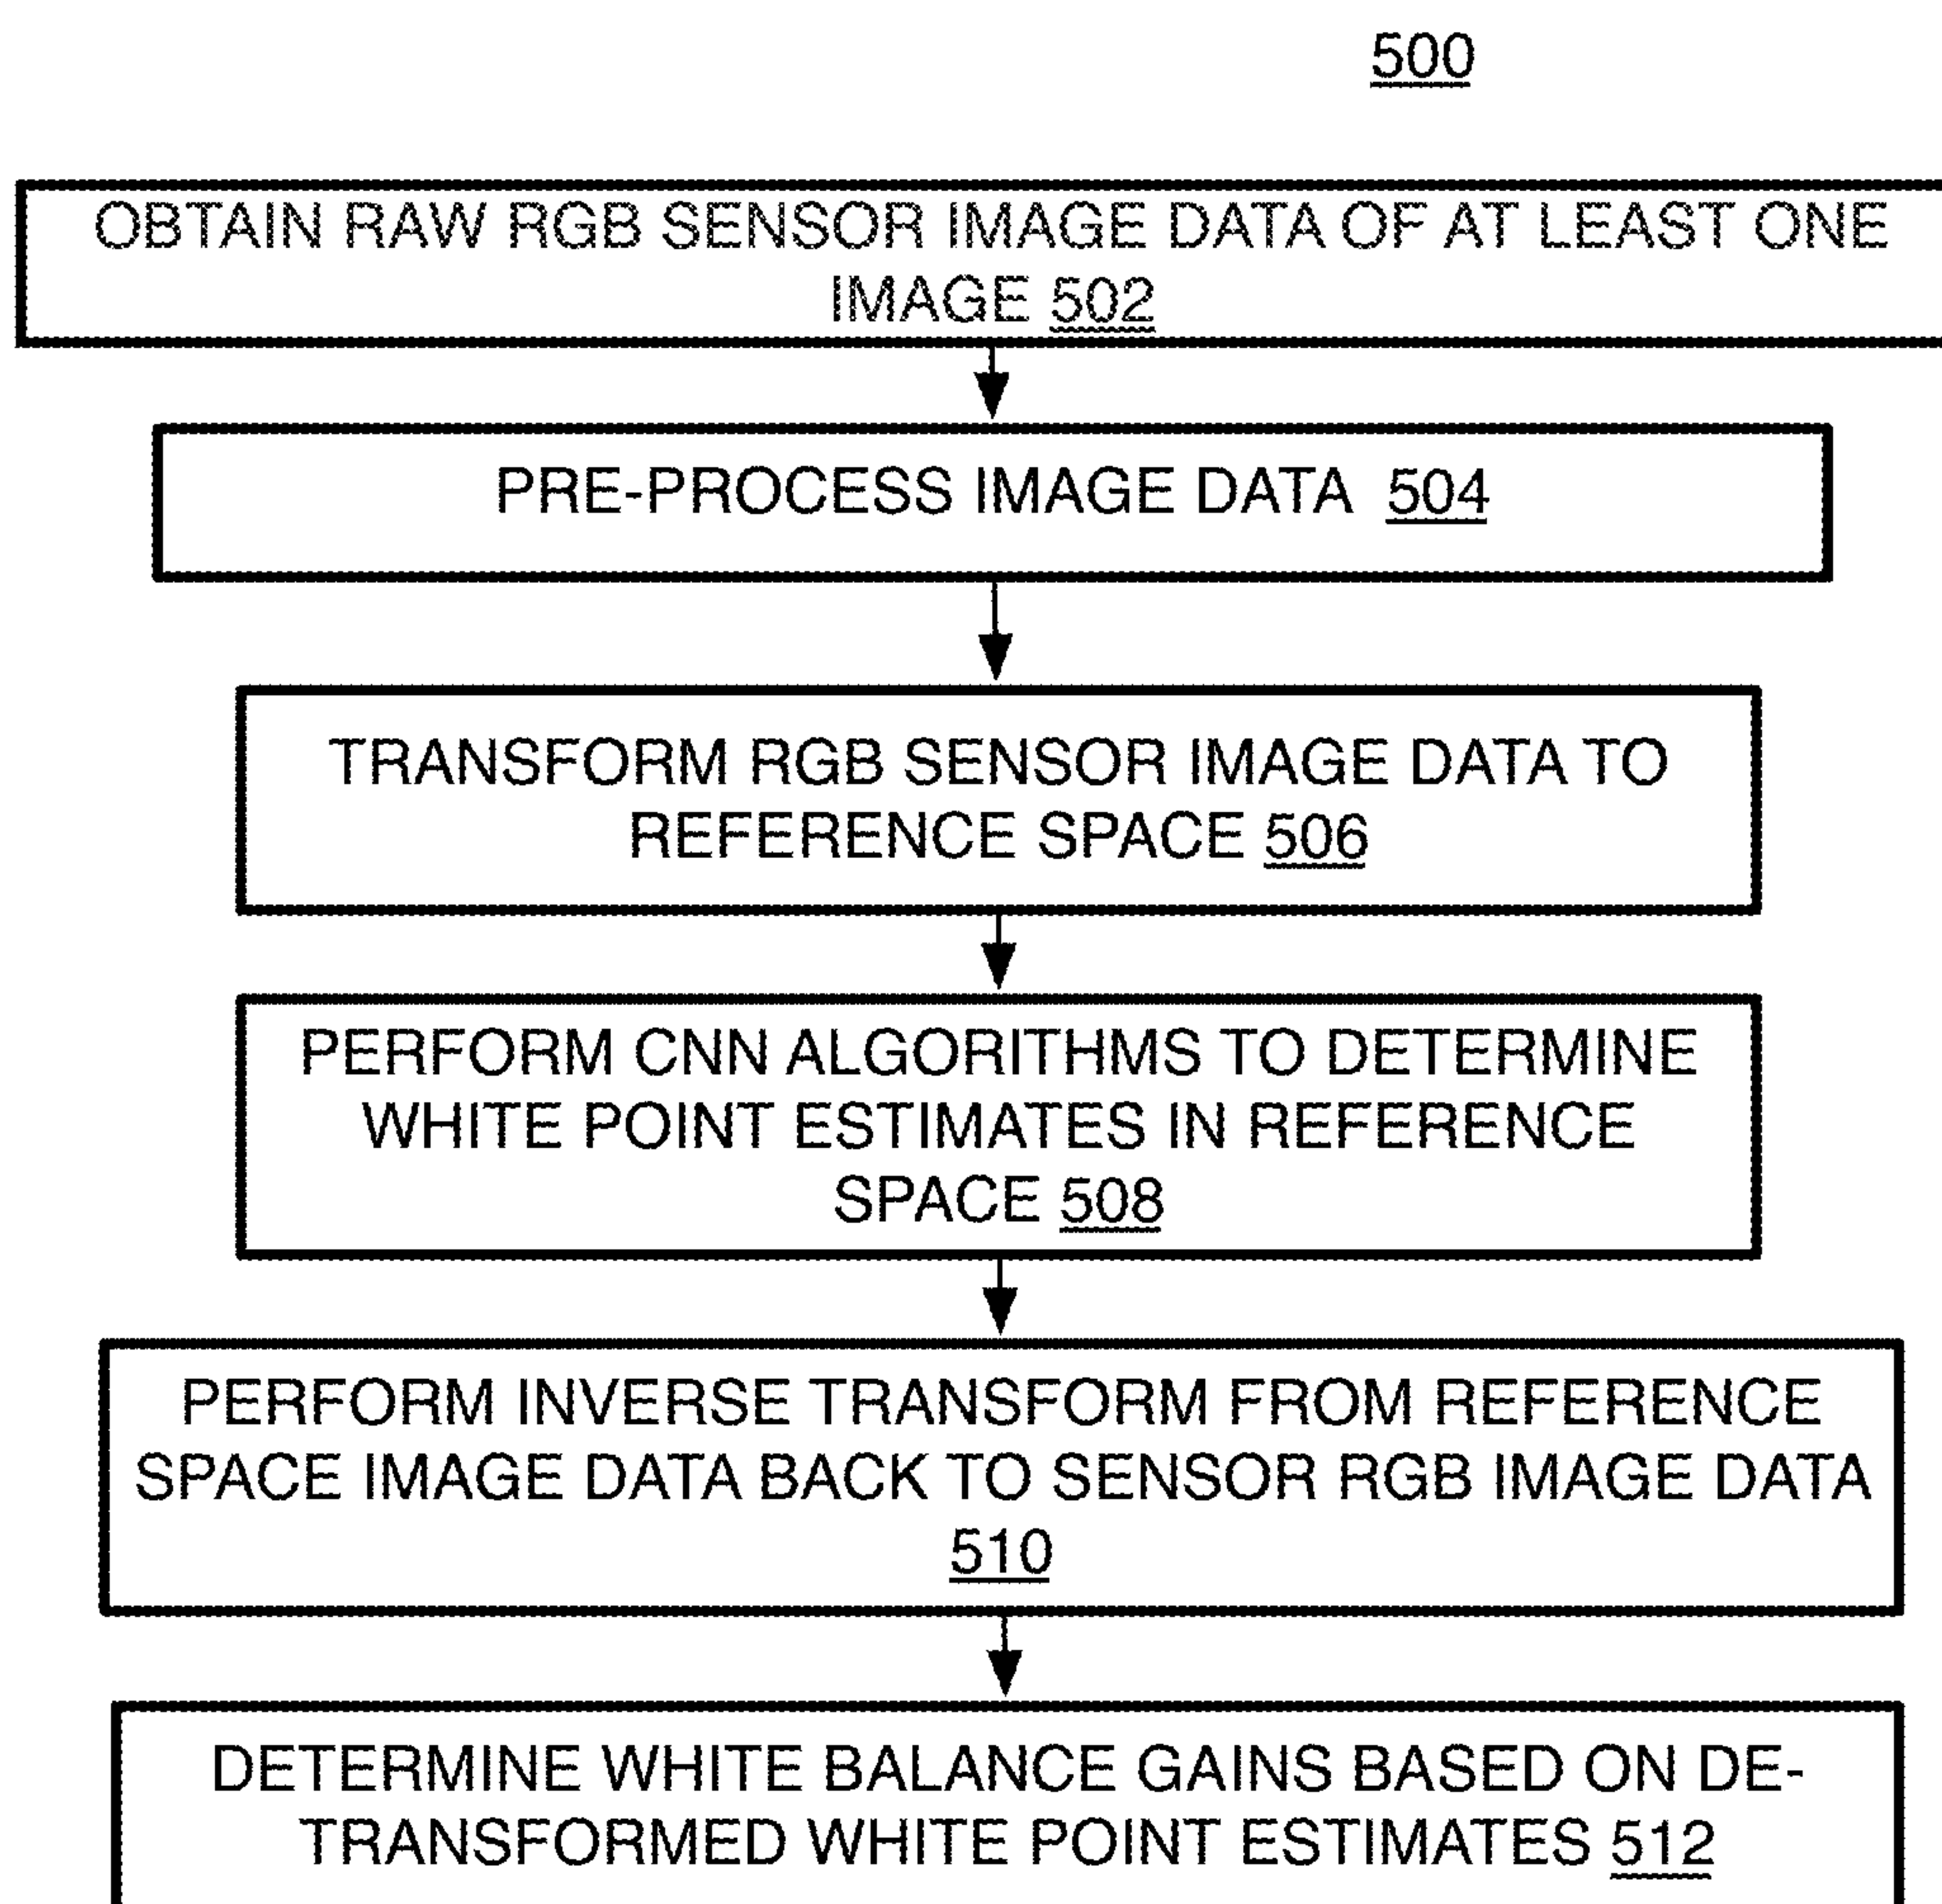 500
OBTAIN RAW RGB SENSOR IMAGE DATA OF AT LEAST ONE
IMAGE 502
PRE-PROCESS IMAGE DATA 504
TRANSFORM RGB SENSOR IMAGE DATA TO
REFERENCE SPACE 506
PERFORM CNN ALGORITHMS TO DETERMINE
WHITE POINT ESTIMATES IN REFERENCE
SPACE 508
PERFORM INVERSE TRANSFORM FROM REFERENCE
SPACE IMAGE DATA BACK TO SENSOR RGB IMAGE DATA
510
DETERMINE WHITE BALANCE GAINS BASED ON DE-
TRANSFORMED WHITE POINT ESTIMATES 512